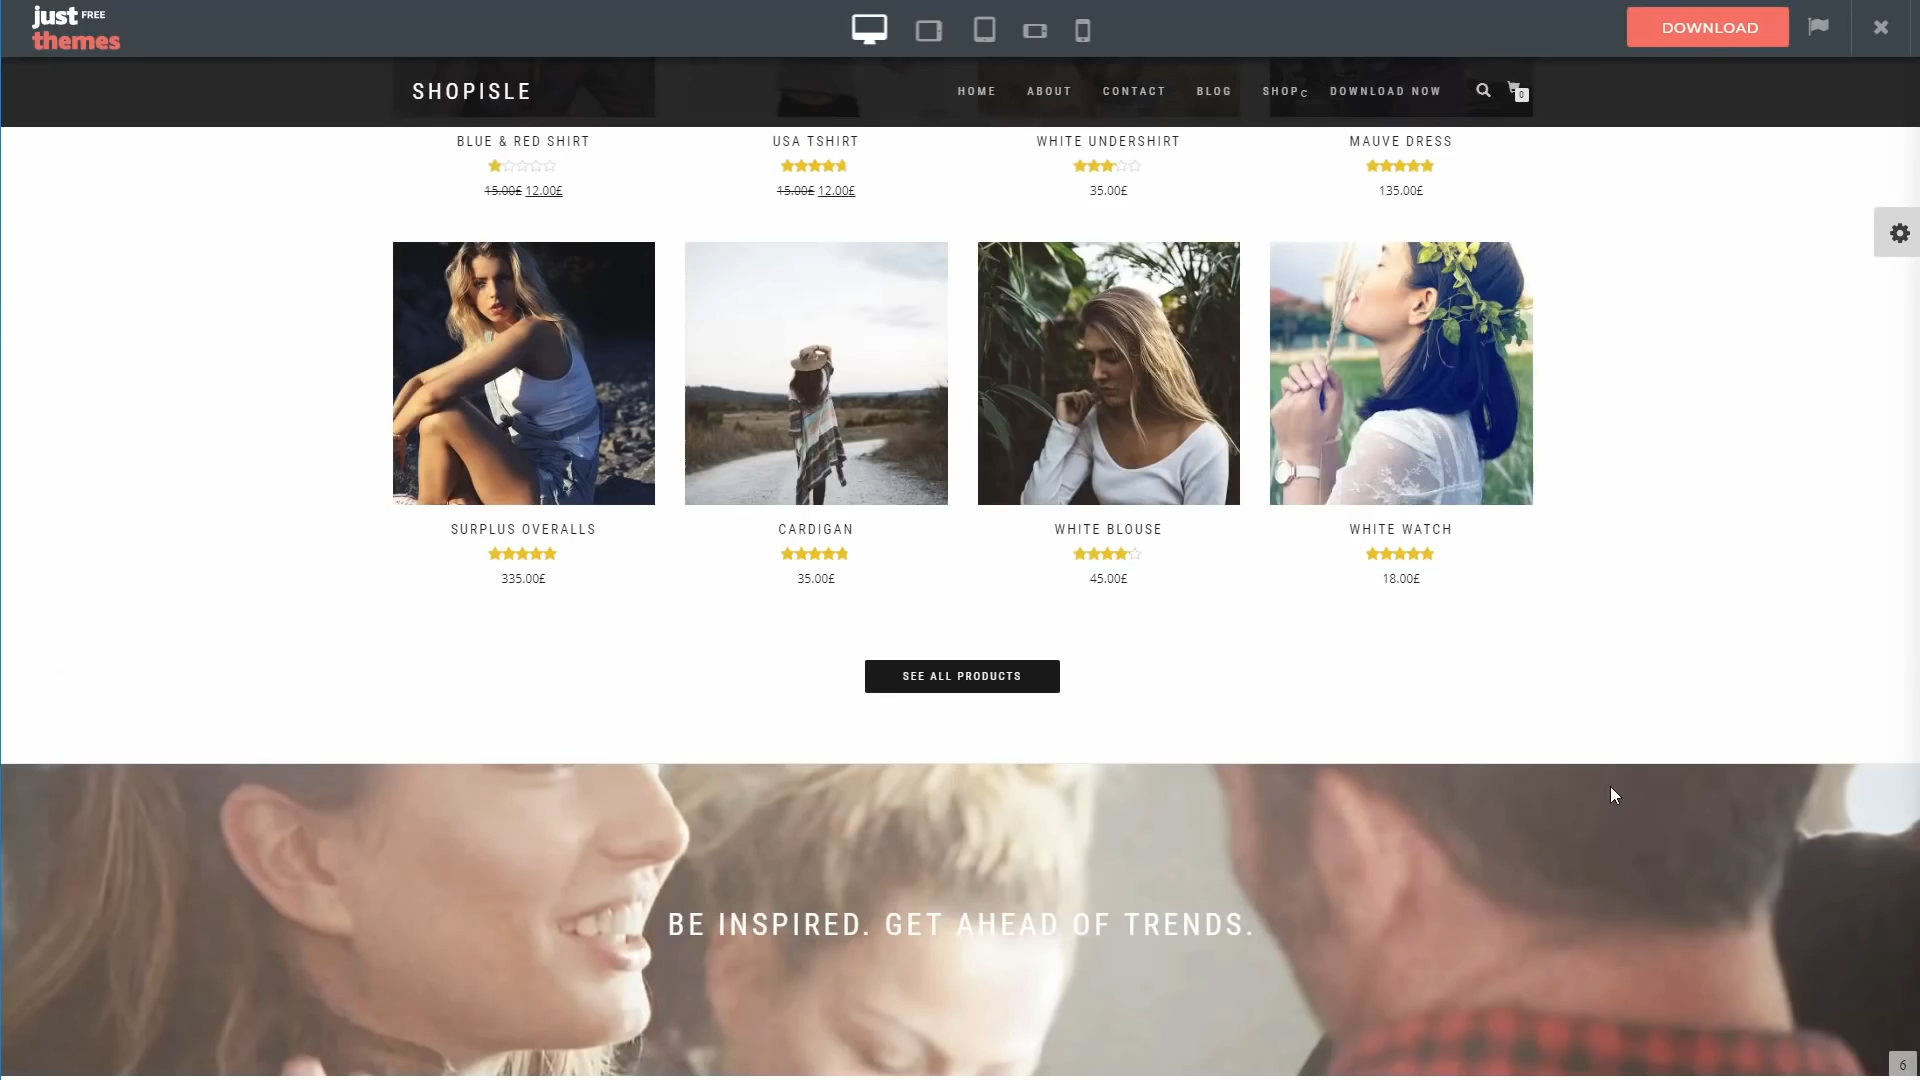 just FREE
themes
DOWNLOAD
SHOPISLE
HOME ABOUT CONTACT BLOG SHOP DOWNLOAD NOW
0
BLUE & RED SHIRT
15.00£ 12.00£
USA TSHIRT
15.00£ 12.00£
WHITE UNDERSHIRT
35.00£
MAUVE DRESS
135.00£
SURPLUS OVERALLS
335.00£
CARDIGAN
35.00£
WHITE BLOUSE
45.00£
WHITE WATCH
18.00£
SEE ALL PRODUCTS
BE INSPIRED. GET AHEAD OF TRENDS.
6